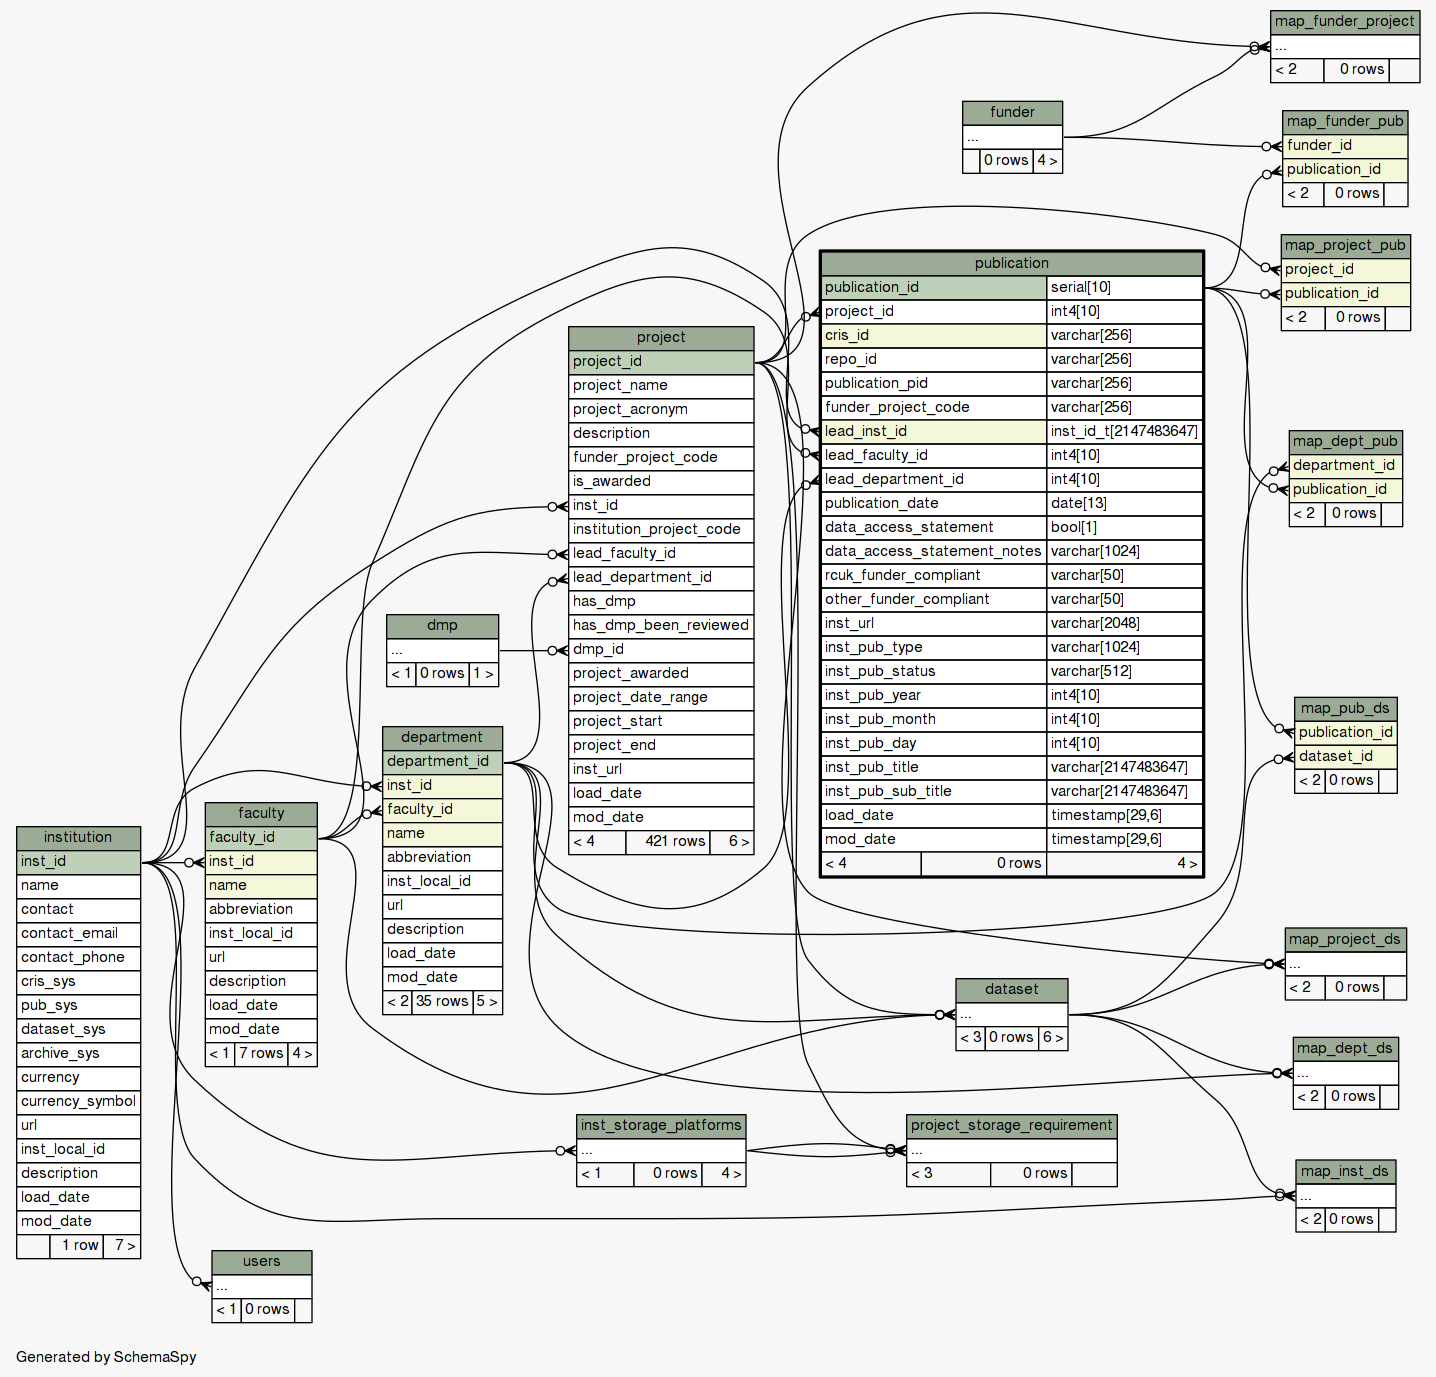 map_funder_project
...
< 2 0 rows
funder
...
0 rows 4 >
map_funder_pub
funder_id
publication_id
< 2 0 rows
map_project_pub
project_id
publication_id
< 2 0 rows
publication
publication_id serial[10]
project_id int4[10]
cris_id varchar[256]
repo_id varchar[256]
publication_pid varchar[256]
funder_project_code varchar[256]
lead_inst_id inst_id_t[2147483647]
lead_faculty_id int4[10]
lead_department_id int4[10]
publication_date date[13]
data_access_statement bool[1]
data_access_statement_notes varchar[1024]
rcuk_funder_compliant varchar[50]
other_funder_compliant varchar[50]
inst_url varchar[2048]
inst_pub_type varchar[1024]
inst_pub_status varchar[512]
inst_pub_year int4[10]
inst_pub_month int4[10]
inst_pub_day int4[10]
inst_pub_title varchar[2147483647]
inst_pub_sub_title varchar[2147483647]
load_date timestamp[29,6]
mod_date timestamp[29,6]
< 4 0 rows 4 >
project
project_id
project_name
project_acronym
description
funder_project_code
is_awarded
inst_id
institution_project_code
lead_faculty_id
lead_department_id
has_dmp
has_dmp_been_reviewed
dmp_id
project_awarded
project_date_range
project_start
project_end
inst_url
load_date
mod_date
< 4 421 rows 6 >
map_dept_pub
department_id
publication_id
< 2 0 rows
dmp
...
< 1 0 rows 1 >
map_pub_ds
publication_id
dataset_id
< 2 0 rows
department
department_id
inst_id
faculty_id
name
abbreviation
inst_local_id
url
description
load_date
mod_date
< 2 35 rows 5 >
faculty
faculty_id
inst_id
name
abbreviation
inst_local_id
url
description
load_date
mod_date
< 1 7 rows 4 >
institution
inst_id
name
contact
contact_email
contact_phone
cris_sys
pub_sys
dataset_sys
archive_sys
currency
currency_symbol
url
inst_local_id
description
load_date
mod_date
1 row 7 >
map_project_ds
...
< 2 0 rows
dataset
...
< 3 0 rows 6 >
map_dept_ds
...
< 2 0 rows
inst_storage_platforms
...
< 1 0 rows 4 >
project_storage_requirement
...
< 3 0 rows
map_inst_ds
...
< 2 0 rows
users
...
< 1 0 rows
Generated by SchemaSpy